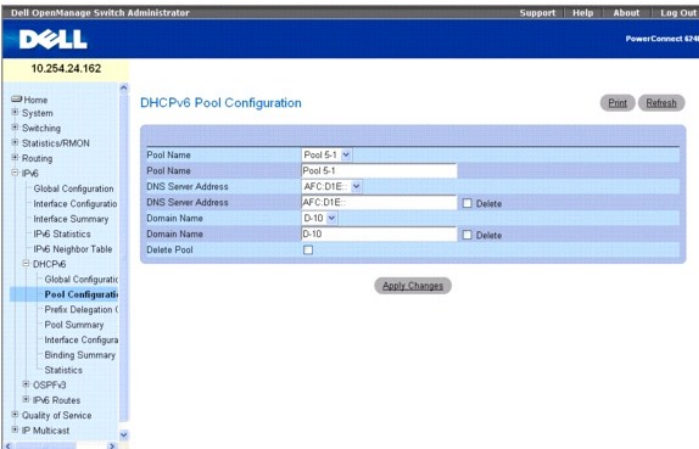 Dell OpenManage Switch Administrator
Support Help About Log Out
DELL
PowerConnect
10.254.24.162
Home
System
Switching
Statistics/RMON
Routing
IPv6
Global Configuration
Interface Configuratio
Interface Summary
IPv6 Statistics
IPv6 Neighbor Table
DHCPv6
Global Configuratic
Pool Configurati
Prefix Delegation
Pool Summary
Interface Configura
Binding Summary
Statistics
OSPFv3
IPv6 Routes
Quality of Service
IP Multicast
DHCPv6 Pool Configuration
Print Refresh
Pool Name Pool 5-1
Pool Name Pool 5-1
DNS Server Address AFC:D1E::
DNS Server Address AFC:D1E:: Delete
Domain Name D-10
Domain Name D-10 Delete
Delete Pool
Apply Changes